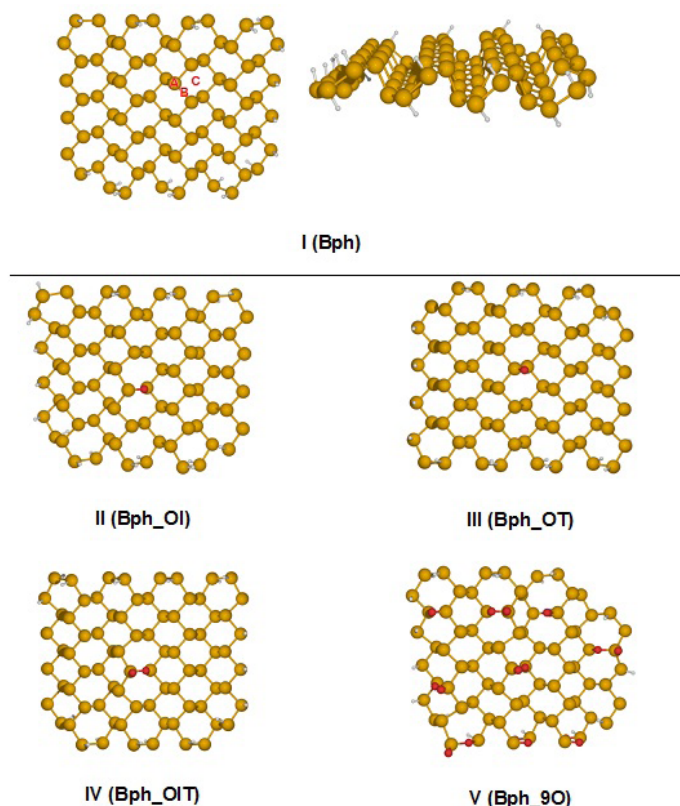 A C
B
I (Bph)
II (Bph_OI)
III (Bph_OT)
IV (Bph_OIT)
V (Bph_9O)